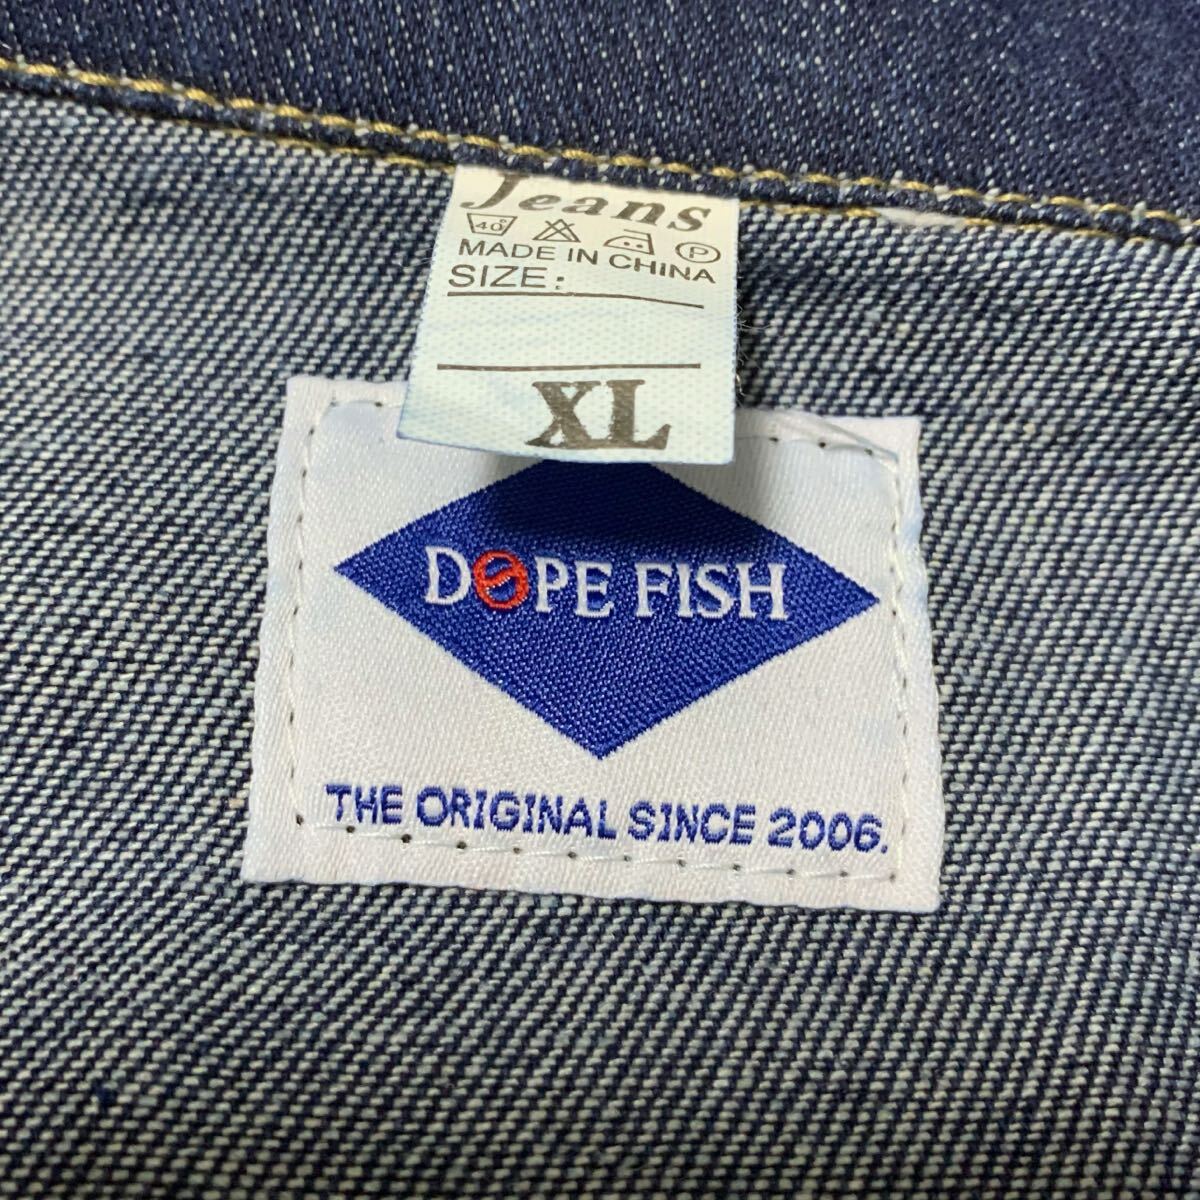 Jeans
40° P
MADE IN CHINA
SIZE:
XL
DOPE FISH
THE ORIGINAL SINCE 2006.